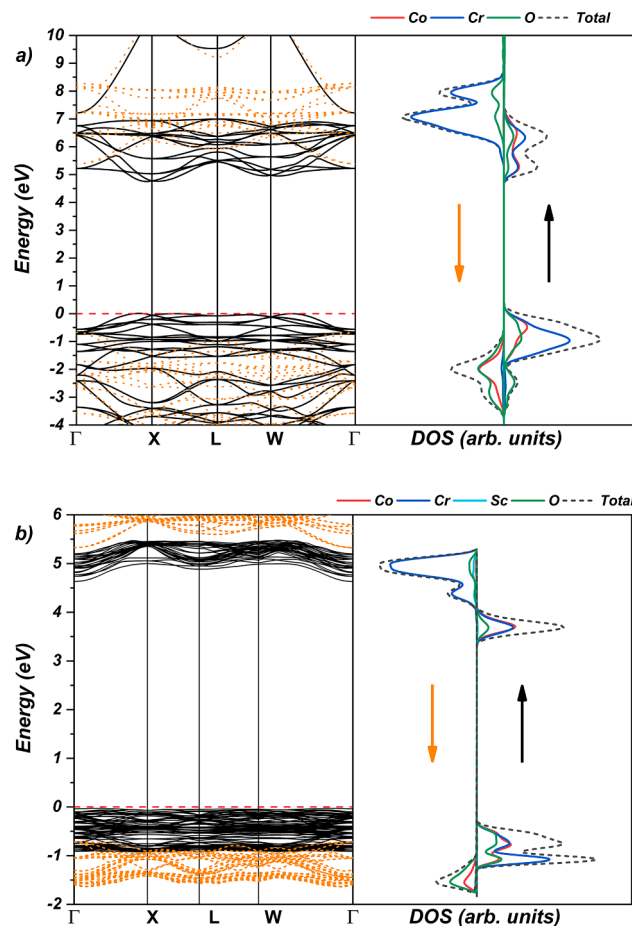 Co Cr O Total
a)
10
9
8
7
6
5
4
3
2
1
0
-1
-2
-3
-4
Energy (eV)
Γ X L W Γ
DOS (arb. units)
Co Cr Sc O Total
b)
6
5
4
3
2
1
0
-1
-2
Energy (eV)
Γ X L W Γ
DOS (arb. units)